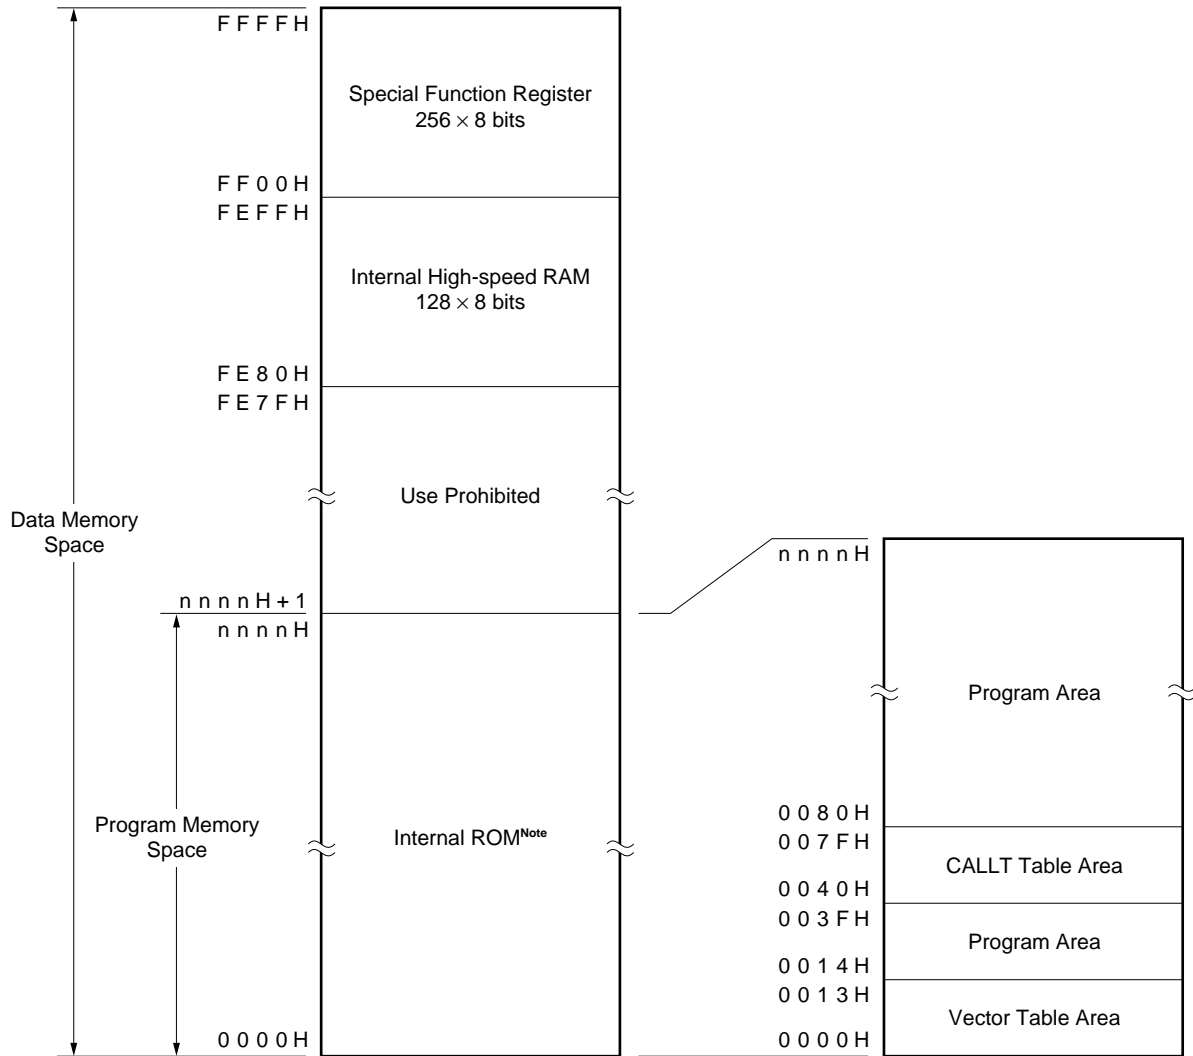 FFFFH
Special Function Register
256 × 8 bits
FF00H
FEFFH
Internal High-speed RAM
128 × 8 bits
FE80H
FE7FH
Use Prohibited
Data Memory
Space
nnnnH+1
nnnnH
Program Memory
Space
Internal ROMNote
0000H
nnnnH
Program Area
0080H
007FH
CALLT Table Area
0040H
003FH
Program Area
0014H
0013H
Vector Table Area
0000H